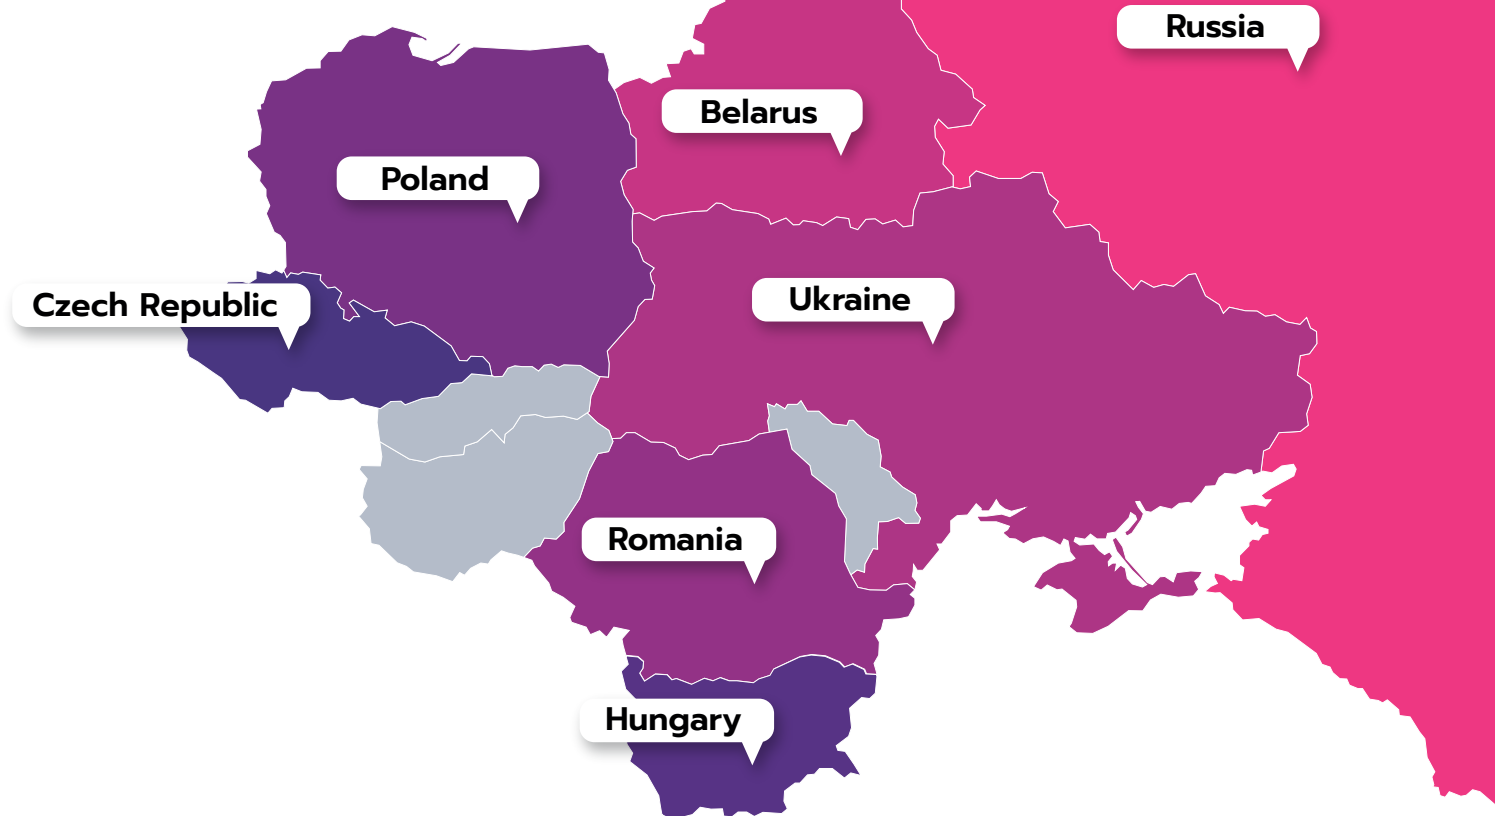 Russia
Belarus
Poland
Ukraine
Czech Republic
Romania
Hungary